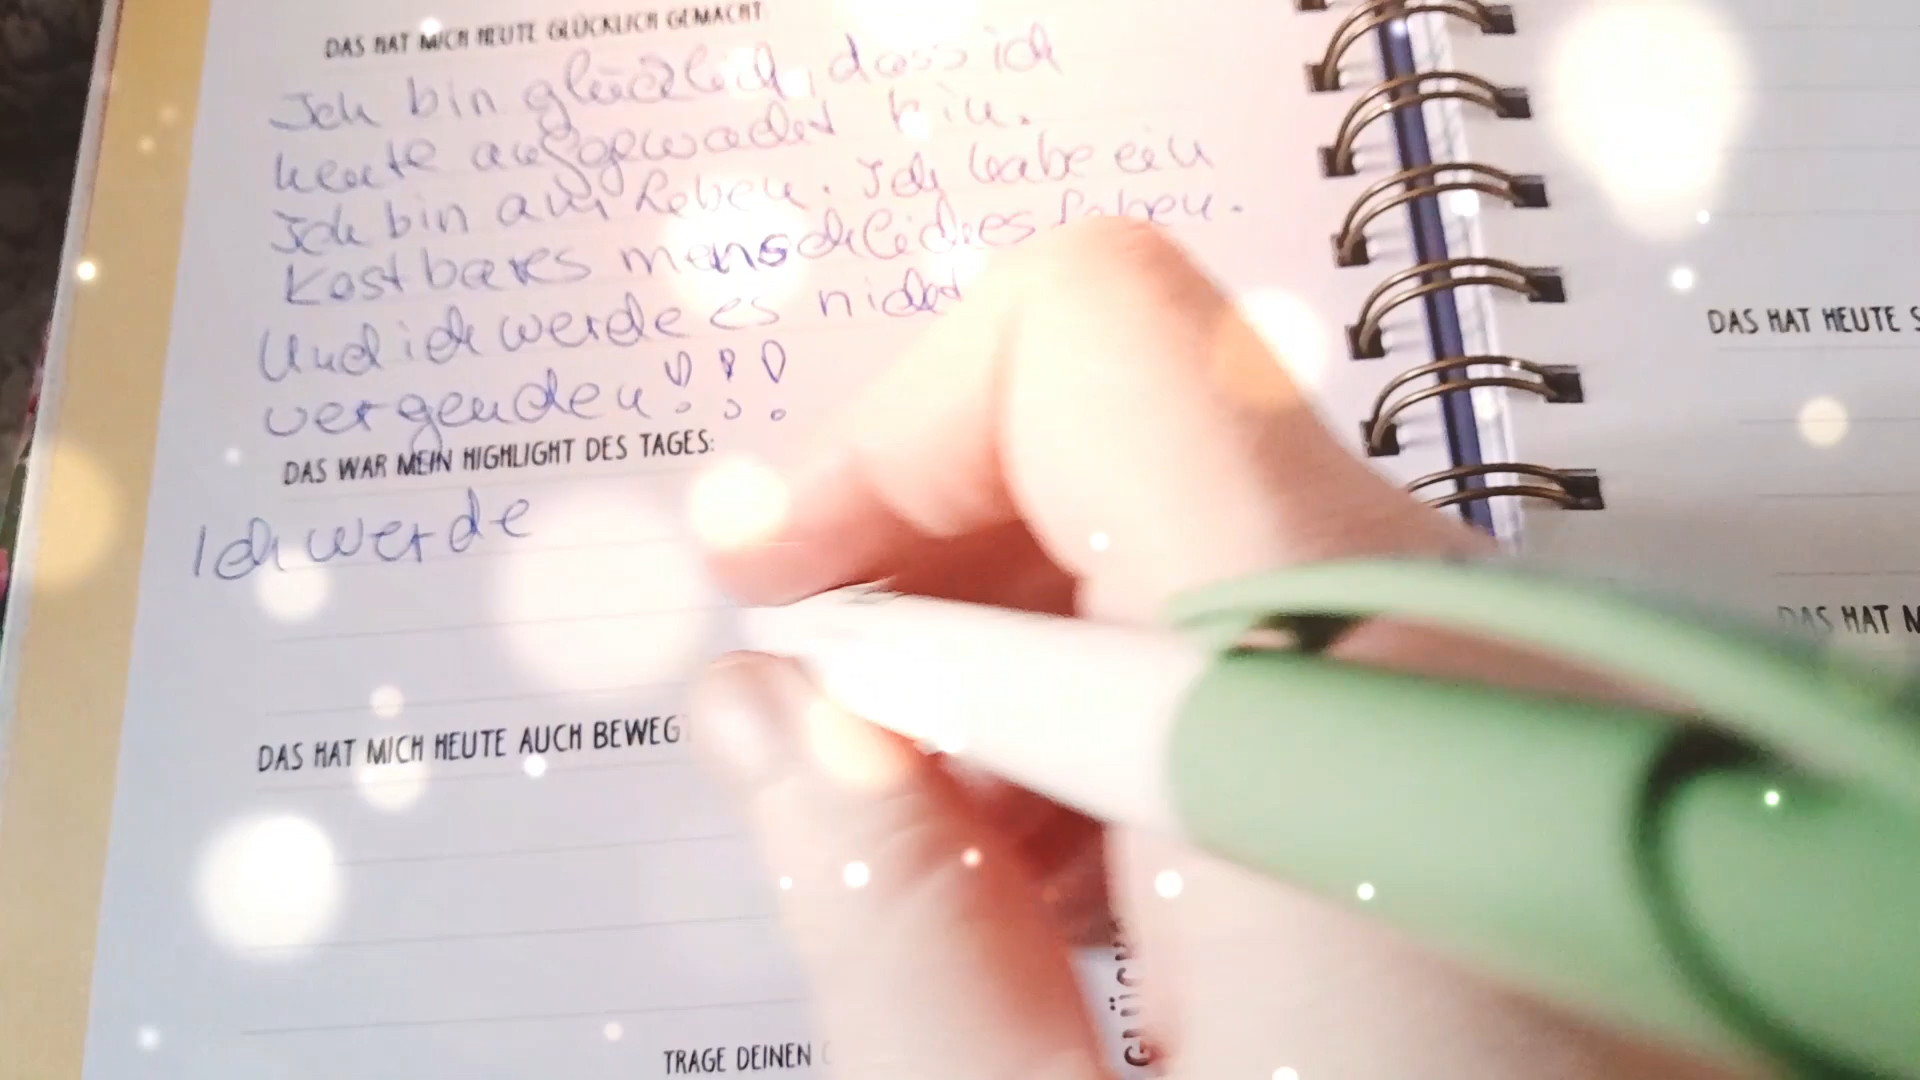 DAS HAT MICH HEUTE GLÜCKLICH GEMACHT:
Ich bin glücklich, dass ich
heute aufgewacht bin.
Ich bin am Leben. Ich habe ein
kostbares menschliches Leben.
Und ich werde es nicht
vergeuden!!!
DAS WAR MEIN HIGHLIGHT DES TAGES:
Ich werde
DAS HAT MICH HEUTE AUCH BEWEG
TRAGE DEINEN
GLÜCKS
DAS HAT HEUTE S
DAS HAT M